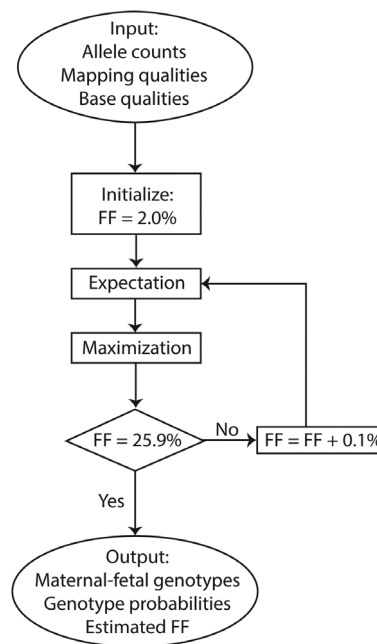 Input:
Allele counts
Mapping qualities
Base qualities
Initialize:
FF = 2.0%
Expectation
Maximization
FF = 25.9%
No
FF = FF + 0.1%
Yes
Output:
Maternal-fetal genotypes
Genotype probabilities
Estimated FF